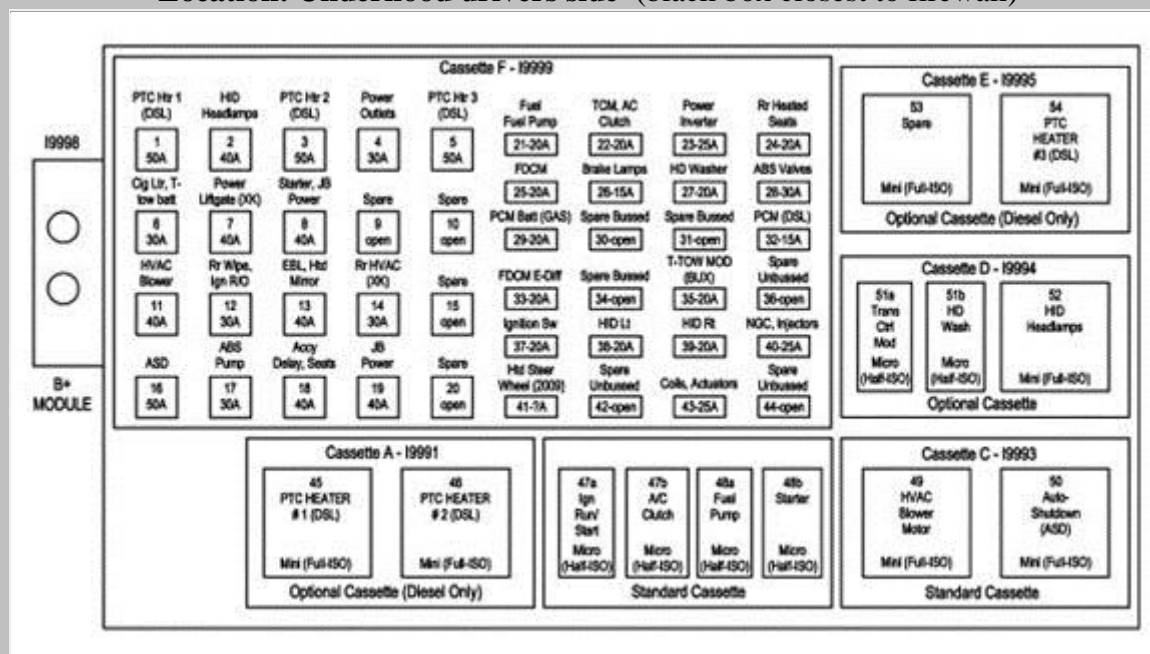 Location: Underhood drivers side (black box closest to firewall)
Cassette F - I9999
PTC Htr 1 (DSL)
1
50A
HID Headlamps
2
40A
PTC Htr 2 (DSL)
3
50A
Power Outlets
4
30A
PTC Htr 3 (DSL)
5
50A
Cig Ltr, T-tow batt
6
30A
Power Liftgate (XK)
7
40A
Starter, JB Power
8
40A
Spare
9
open
Spare
10
open
HVAC Blower
11
40A
Rr Wipe, Ign R/O
12
30A
EBL, Htd Mirror
13
40A
Rr HVAC (XK)
14
30A
Spare
15
open
ASD
16
50A
ABS Pump
17
30A
Accy Delay, Seats
18
40A
JB Power
19
40A
Spare
20
open
Fuel Fuel Pump
21-20A
TCM, AC Clutch
22-20A
Power Inverter
23-25A
Rr Heated Seats
24-20A
FDCM
25-20A
Brake Lamps
26-15A
HD Washer
27-20A
ABS Valves
28-30A
PCM Batt (GAS)
29-20A
Spare Bussed
30-open
Spare Bussed
31-open
PCM (DSL)
32-15A
FDCM E-Diff
33-20A
Spare Bussed
34-open
T-TOW MOD (BUX)
35-20A
Spare Unbussed
36-open
Ignition Sw
37-20A
HID Lt
38-20A
HID Rt
39-20A
NGC, Injectors
40-25A
Htd Steer Wheel (2009)
41-?A
Spare Unbussed
42-open
Coils, Actuators
43-25A
Spare Unbussed
44-open
I9998
B+
MODULE
Cassette E - I9995
53
Spare
Mini (Full-ISO)
54
PTC
HEATER
#3 (DSL)
Mini (Full-ISO)
Optional Cassette (Diesel Only)
Cassette D - I9994
51a
Trans
Ctrl
Mod
Micro
(Half-ISO)
51b
HD
Wash
Micro
(Half-ISO)
52
HID
Headlamps
Mini (Full-ISO)
Optional Cassette
Cassette A - I9991
45
PTC HEATER
#1 (DSL)
Mini (Full-ISO)
46
PTC HEATER
#2 (DSL)
Mini (Full-ISO)
Optional Cassette (Diesel Only)
47a
Ign
Run/
Start
Micro
(Half-ISO)
47b
A/C
Clutch
Micro
(Half-ISO)
48a
Fuel
Pump
Micro
(Half-ISO)
48b
Starter
Micro
(Half-ISO)
Standard Cassette
Cassette C - I9993
49
HVAC
Blower
Motor
Mini (Full-ISO)
50
Auto-
Shutdown
(ASD)
Mini (Full-ISO)
Standard Cassette